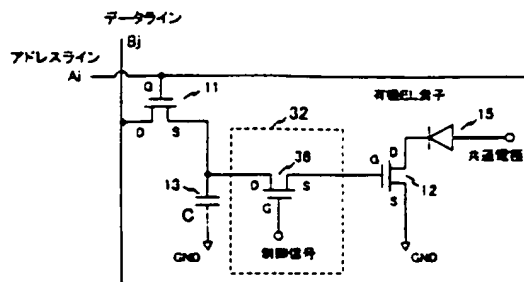 データライン
Bj
アドレスライン
Ai
G
11
D
S
32
有機EL素子
15
36
D
S
G
D
共通電極
13
C
G
12
S
GND
制御信号
GND